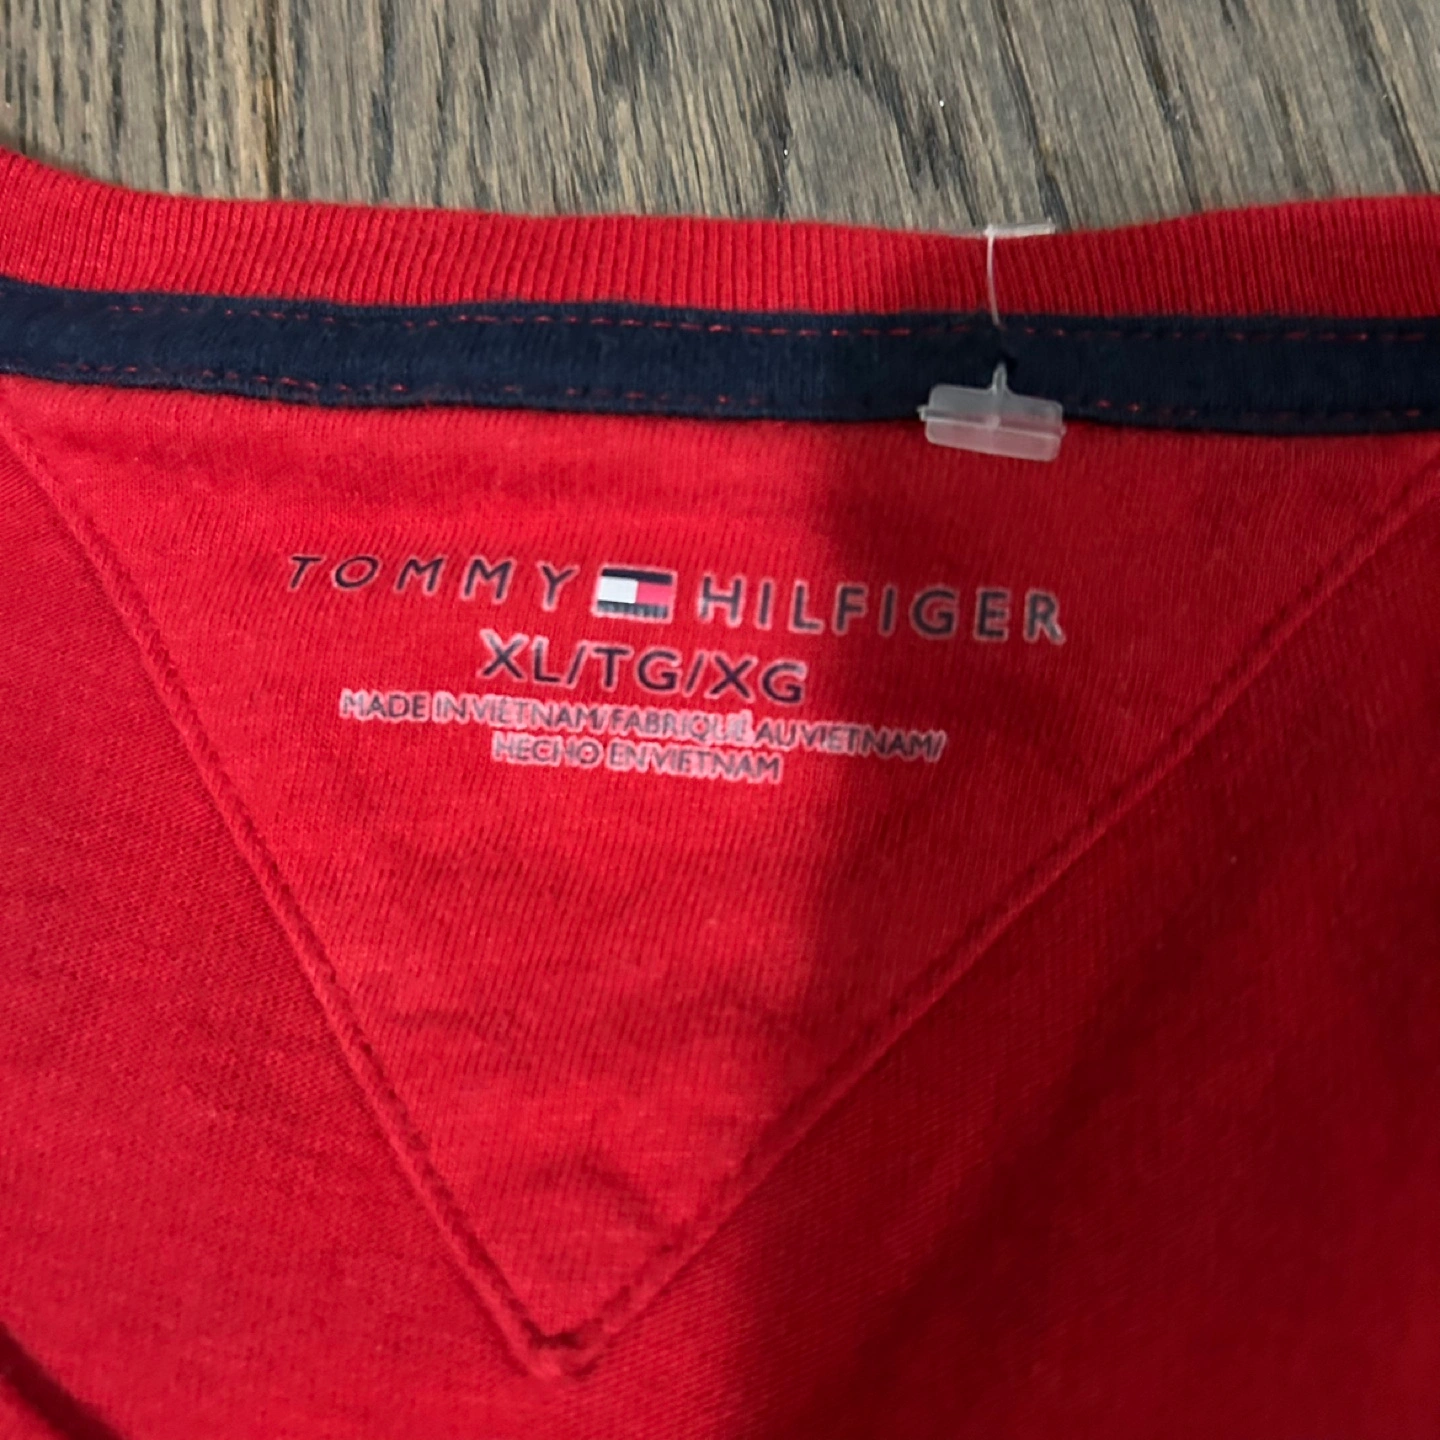 TOMMY HILFIGER
XL/TG/XG
MADE IN VIETNAM/FABRIQUÉ AU VIETNAM/
HECHO EN VIETNAM